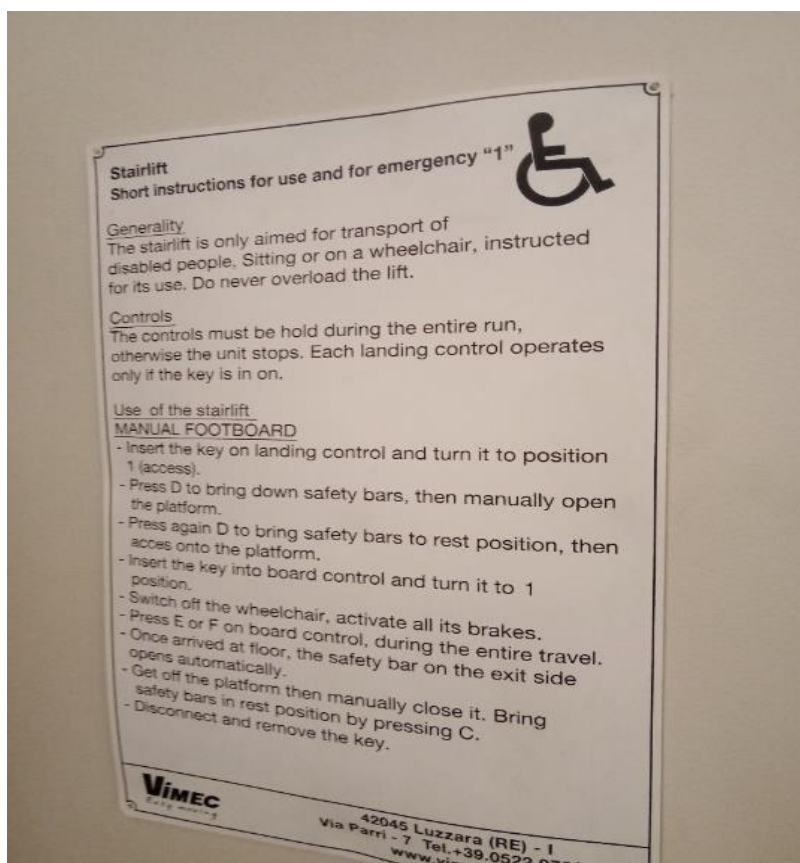 Stairlift
Short instructions for use and for emergency "1"
Generality
The stairlift is only aimed for transport of
disabled people. Sitting or on a wheelchair, instructed
for its use. Do never overload the lift.
Controls
The controls must be hold during the entire run,
otherwise the unit stops. Each landing control operates
only if the key is in on.
Use of the stairlift
MANUAL FOOTBOARD
- Insert the key on landing control and turn it to position
1 (access).
- Press D to bring down safety bars, then manually open
the platform.
- Press again D to bring safety bars to rest position, then
acces onto the platform.
- Insert the key into board control and turn it to 1
position.
- Switch off the wheelchair, activate all its brakes.
- Press E or F on board control, during the entire travel.
- Once arrived at floor, the safety bar on the exit side
opens automatically.
- Get off the platform then manually close it. Bring
safety bars in rest position by pressing C.
- Disconnect and remove the key.
VIMEC
Easy moving
42045 Luzzara (RE) - I
Via Parri - 7 Tel.+39.0522